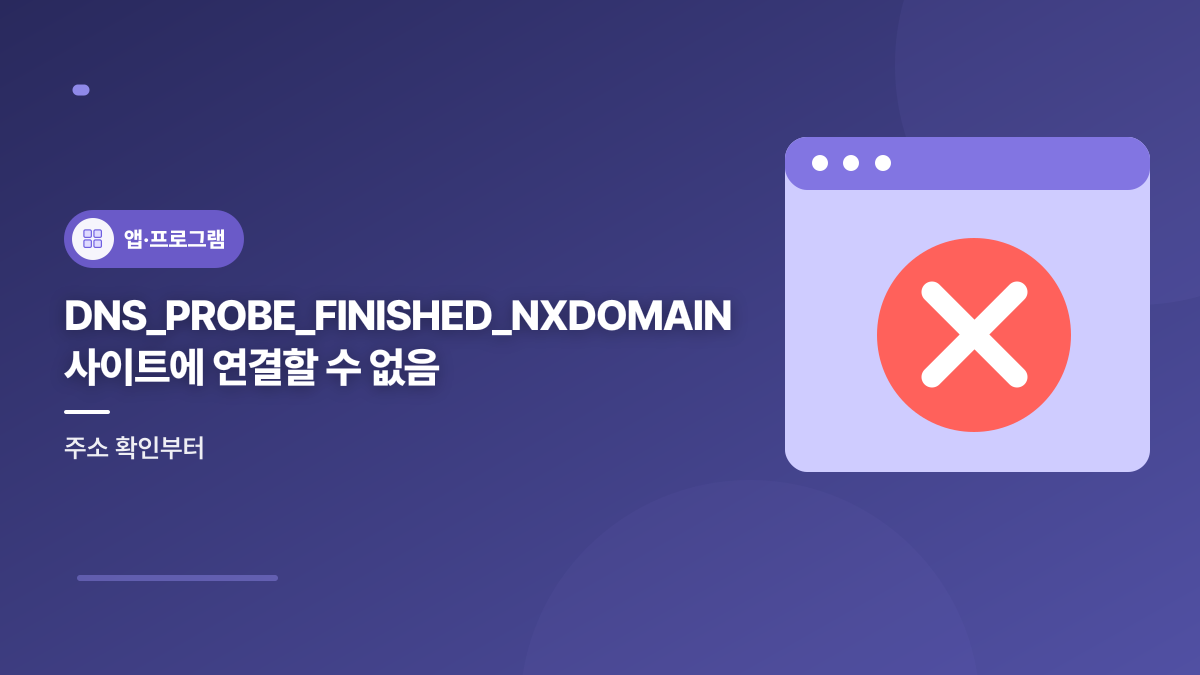 앱·프로그램
DNS_PROBE_FINISHED_NXDOMAIN
사이트에 연결할 수 없음
주소 확인부터